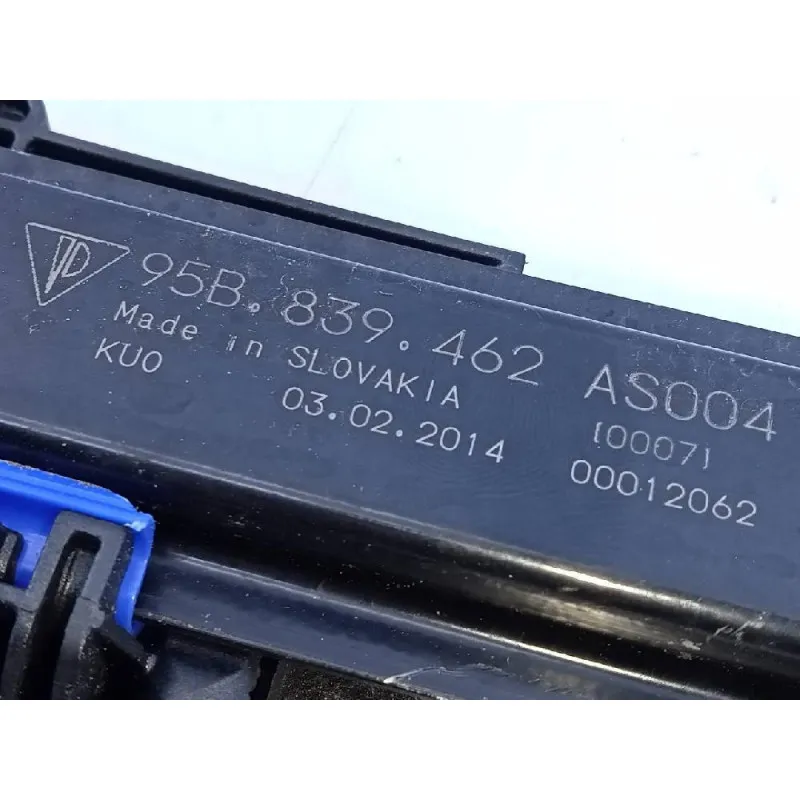 95B.839.462 AS004
Made in SLOVAKIA {0007}
KUO 03.02.2014 00012062